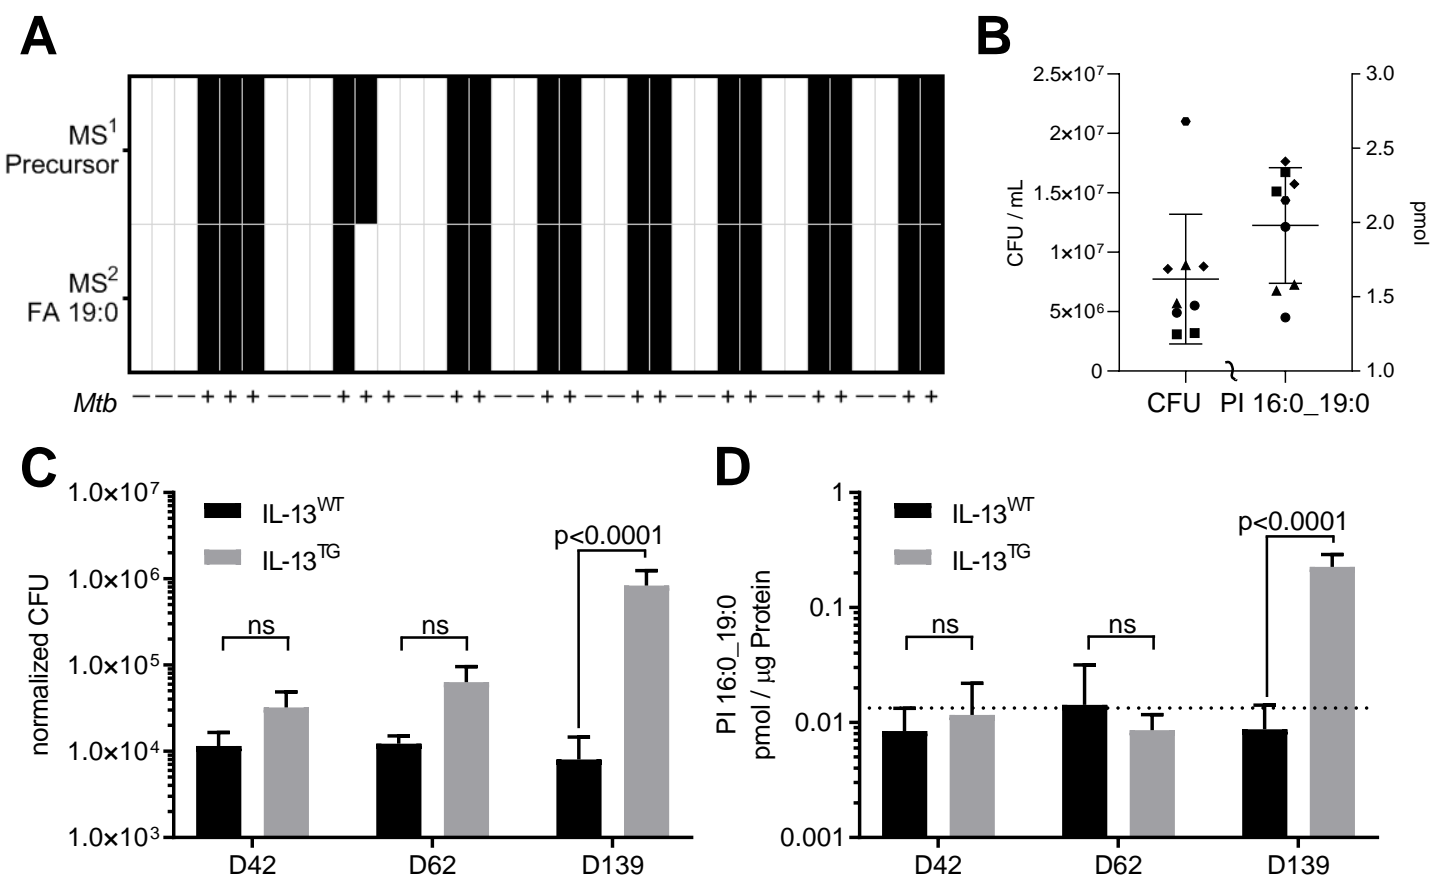 A
MS¹
Precursor
MS²
FA 19:0
Mtb — — — + + + — — — + + + — — + + — — + + — — + + — — + + — — + + — — + +
B
2.5×10⁷
2×10⁷
1.5×10⁷
1×10⁷
5×10⁶
0
CFU / mL
3.0
2.5
2.0
1.5
1.0
pmol
CFU PI 16:0_19:0
C
1.0×10⁷
1.0×10⁶
1.0×10⁵
1.0×10⁴
1.0×10³
normalized CFU
IL-13ᵂᵀ
IL-13ᵀᴳ
ns
ns
p<0.0001
D42 D62 D139
D
1
0.1
0.01
0.001
PI 16:0_19:0
pmol / µg Protein
IL-13ᵂᵀ
IL-13ᵀᴳ
ns
ns
p<0.0001
D42 D62 D139